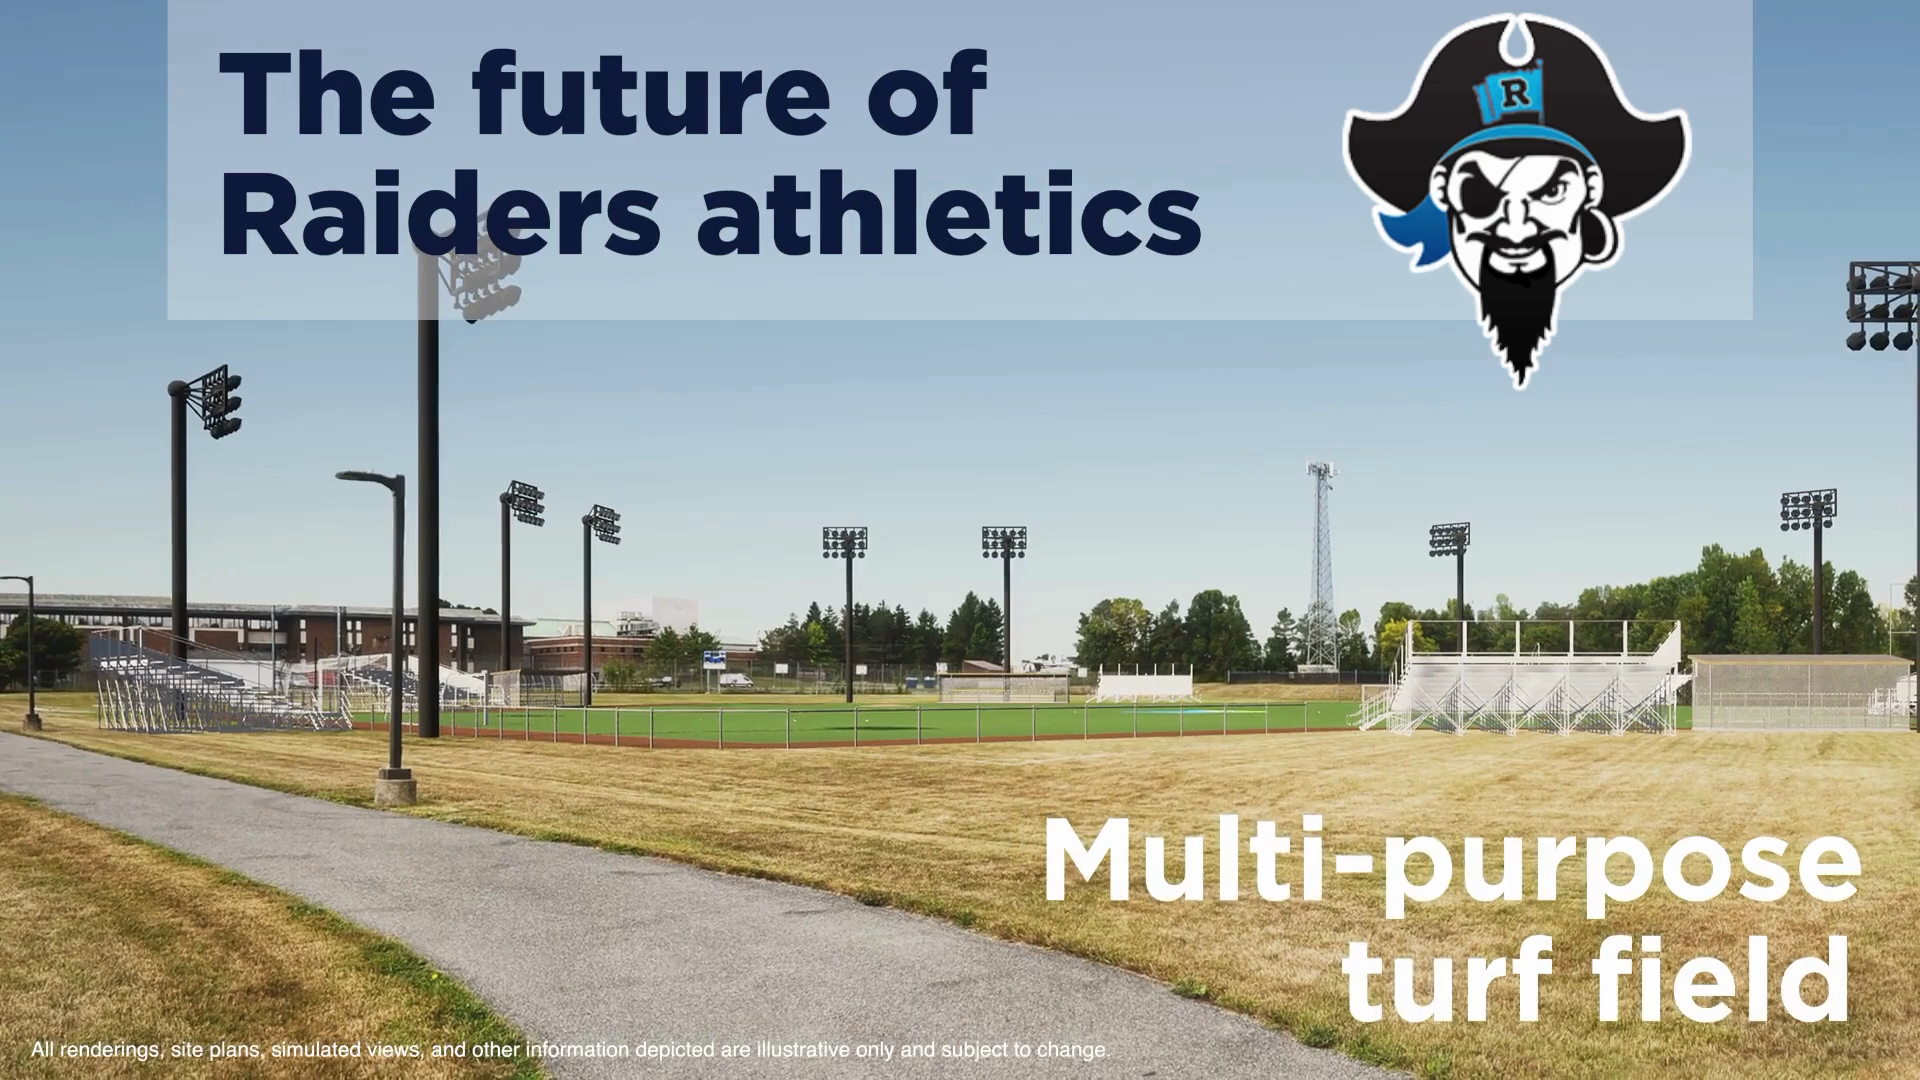 The future of
Raiders athletics
R
Multi-purpose
turf field
All renderings, site plans, simulated views, and other information depicted are illustrative only and subject to change.